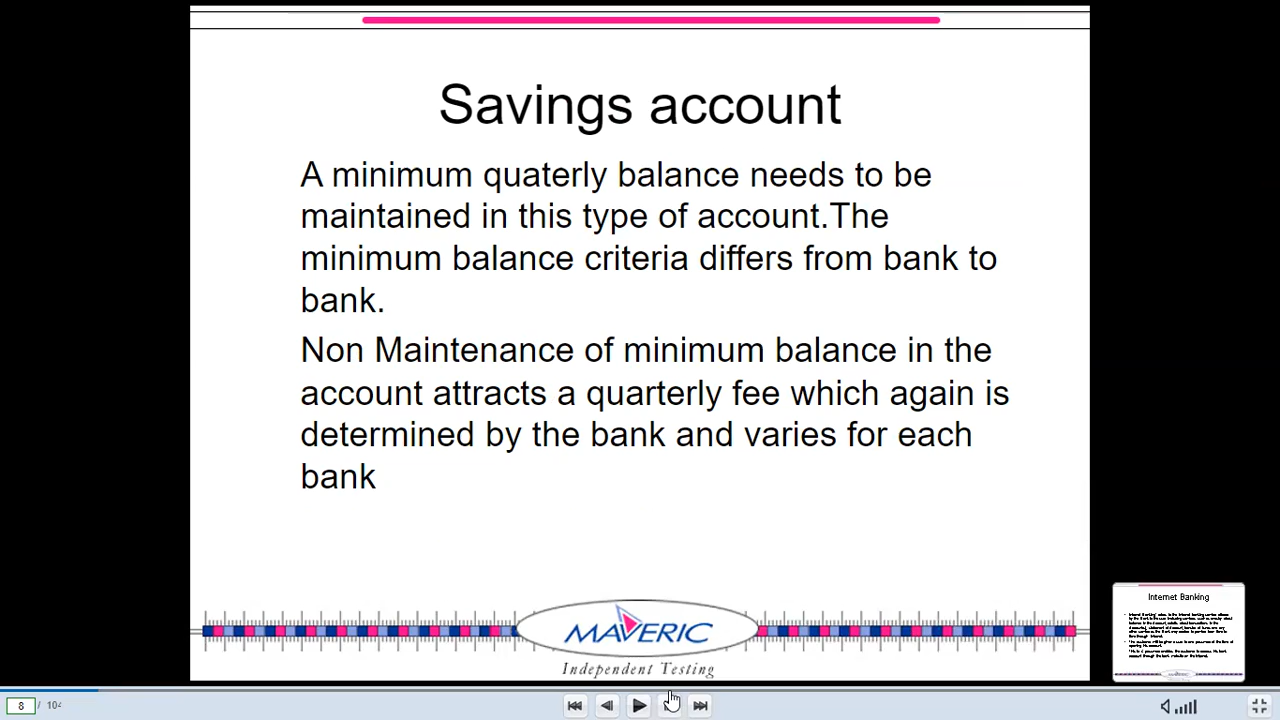 Savings account
A minimum quaterly balance needs to be
maintained in this type of account.The
minimum balance criteria differs from bank to
bank.
Non Maintenance of minimum balance in the
account attracts a quarterly fee which again is
determined by the bank and varies for each
bank
MAVERIC
Independent Testing
Internet Banking
8 / 104